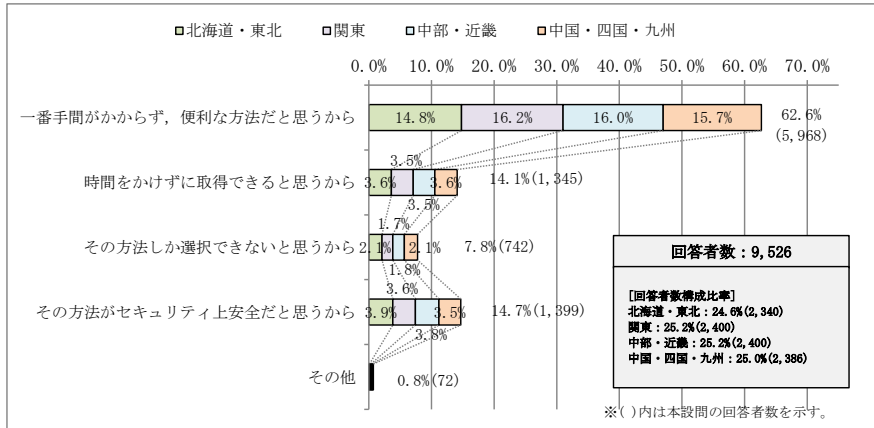 北海道・東北 関東 中部・近畿 中国・四国・九州
0.0% 10.0% 20.0% 30.0% 40.0% 50.0% 60.0% 70.0%
一番手間がかからず，便利な方法だと思うから 14.8% 16.2% 16.0% 15.7% 62.6%
(5,968)
3.5%
時間をかけずに取得できると思うから 3.6% 3.6% 14.1%(1,345)
3.5%
1.7%
その方法しか選択できないと思うから 2.1% 2.1% 7.8%(742)
1.8%
3.6%
その方法がセキュリティ上安全だと思うから 3.9% 3.5% 14.7%(1,399)
3.8%
その他 0.8%(72)
回答者数：9,526
[回答者数構成比率]
北海道・東北：24.6%(2,340)
関東：25.2%(2,400)
中部・近畿：25.2%(2,400)
中国・四国・九州：25.0%(2,386)
※( )内は本設問の回答者数を示す。